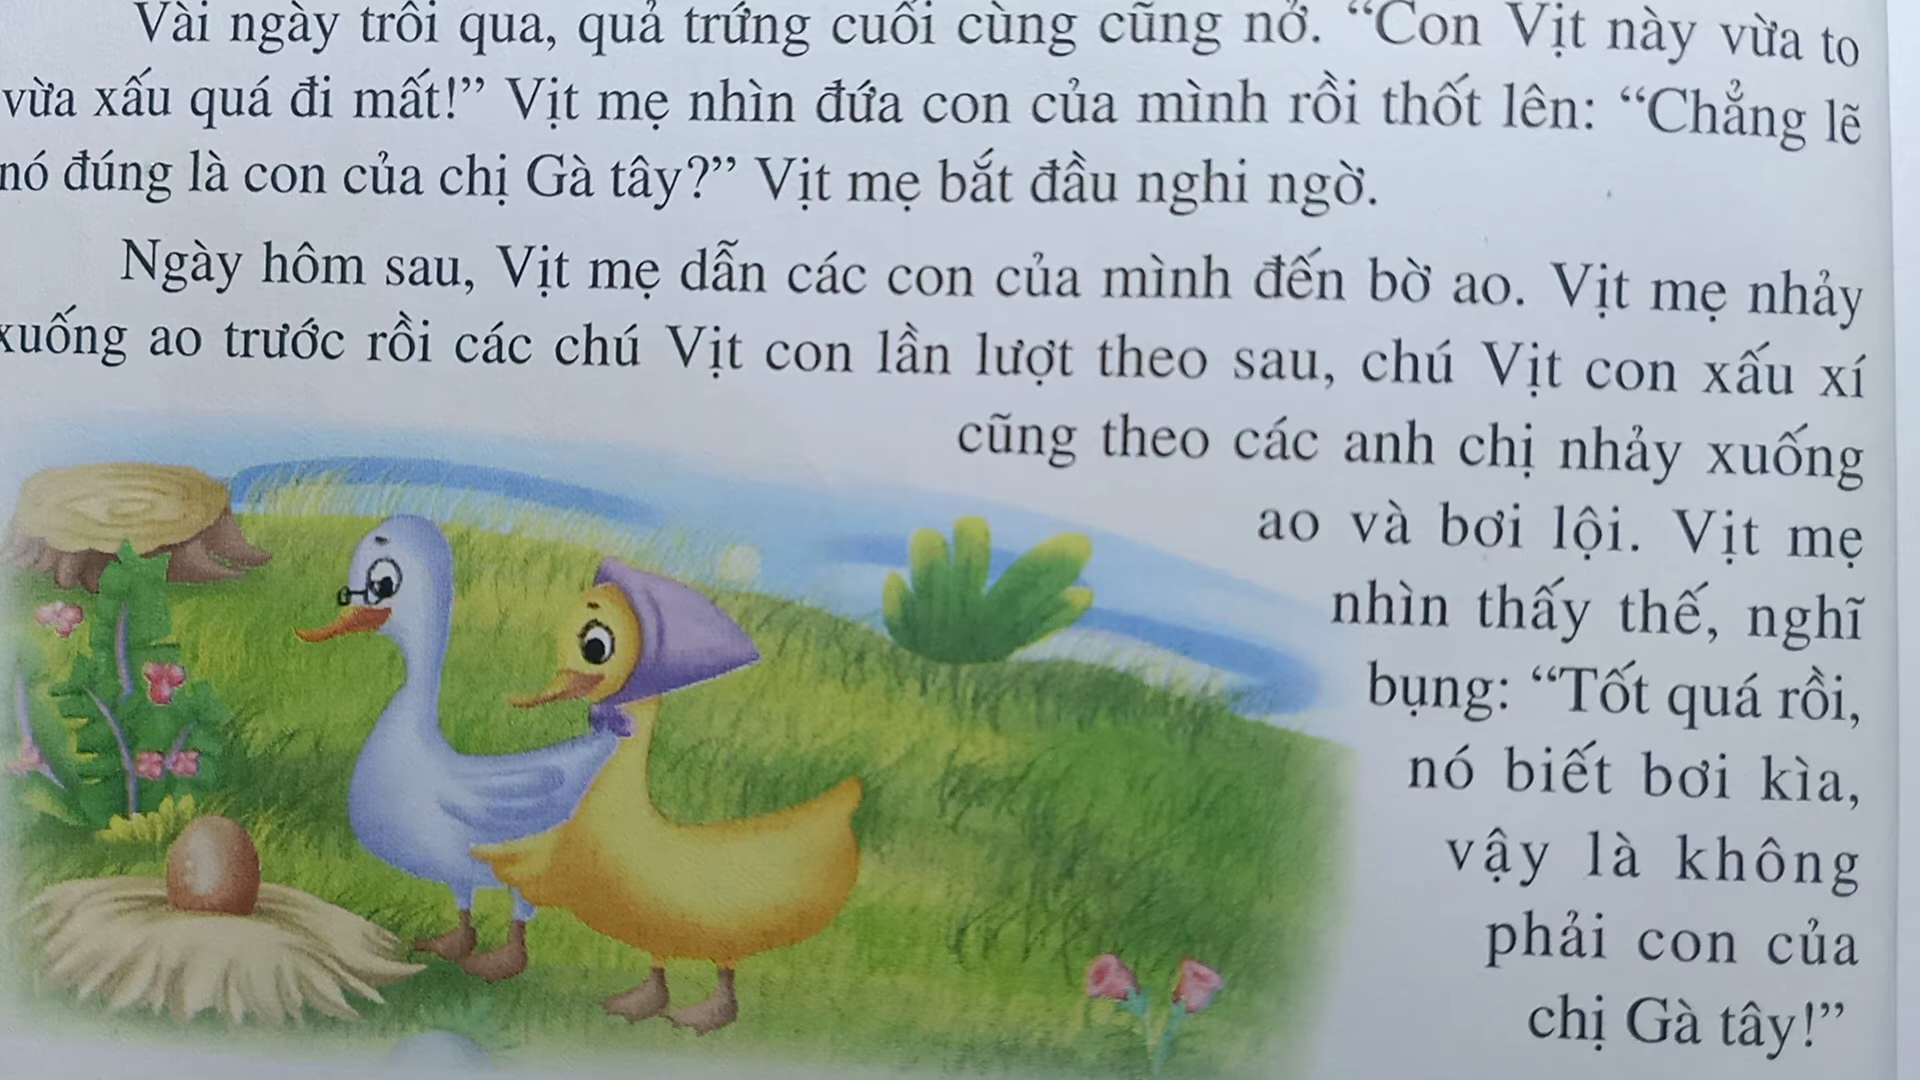 Vài ngày trôi qua, quả trứng cuối cùng cũng nở. “Con Vịt này vừa to
vừa xấu quá đi mất!” Vịt mẹ nhìn đứa con của mình rồi thốt lên: “Chẳng lẽ
nó đúng là con của chị Gà tây?” Vịt mẹ bắt đầu nghi ngờ.
Ngày hôm sau, Vịt mẹ dẫn các con của mình đến bờ ao. Vịt mẹ nhảy
xuống ao trước rồi các chú Vịt con lần lượt theo sau, chú Vịt con xấu xí
cũng theo các anh chị nhảy xuống
ao và bơi lội. Vịt mẹ
nhìn thấy thế, nghĩ
bụng: “Tốt quá rồi,
nó biết bơi kìa,
vậy là không
phải con của
chị Gà tây!”